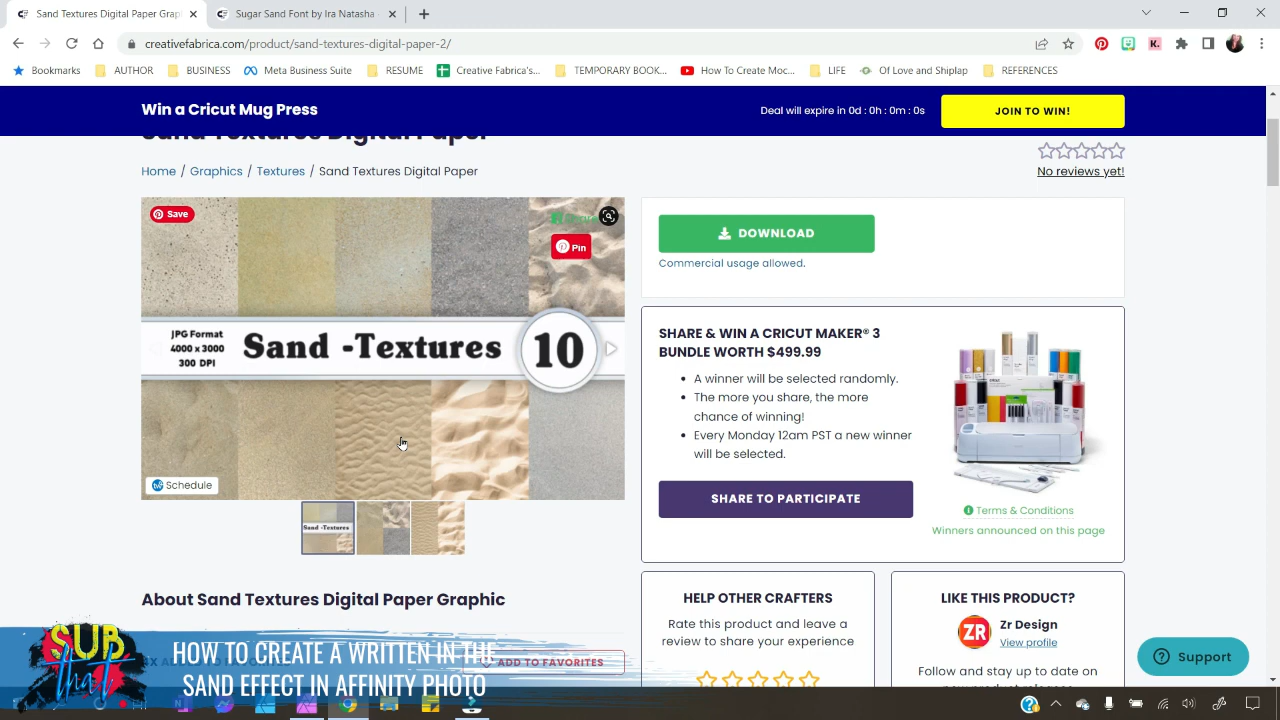 Sand Textures Digital Paper
Sugar Mug Press Font by Ira Natasha
creativefabrica.com/product/sand-textures-digital-paper-2/
Bookmarks
AUTHOR
BUSINESS
Meta Business Suite
RESUME
Creative Fabrica's...
TEMPORARY BOOK...
How To Create Moc...
LIFE
Of Love and Shiplap
REFERENCES
Win a Cricut Mug Press
Deal will expire in 0d : 0h : 0m : 0s
JOIN TO WIN!
Sand Textures Digital Paper
Home / Graphics / Textures / Sand Textures Digital Paper
No reviews yet!
Save
Pin
JPG Format
4000 x 3000
300 DPI
Sand -Textures
10
Schedule
Sand -Textures
DOWNLOAD
Commercial usage allowed.
SHARE & WIN A CRICUT MAKER® 3
BUNDLE WORTH $499.99
A winner will be selected randomly.
The more you share, the more
chance of winning!
Every Monday 12am PST a new winner
will be selected.
SHARE TO PARTICIPATE
Terms & Conditions
Winners announced on this page
About Sand Textures Digital Paper Graphic
ADD TO FAVORITES
HELP OTHER CRAFTERS
Rate this product and leave a
review to share your experience
LIKE THIS PRODUCT?
ZR
Zr Design
View profile
Follow and stay up to date on
Support
SUB
that
HOW TO CREATE A WRITTEN IN THE
SAND EFFECT IN AFFINITY PHOTO